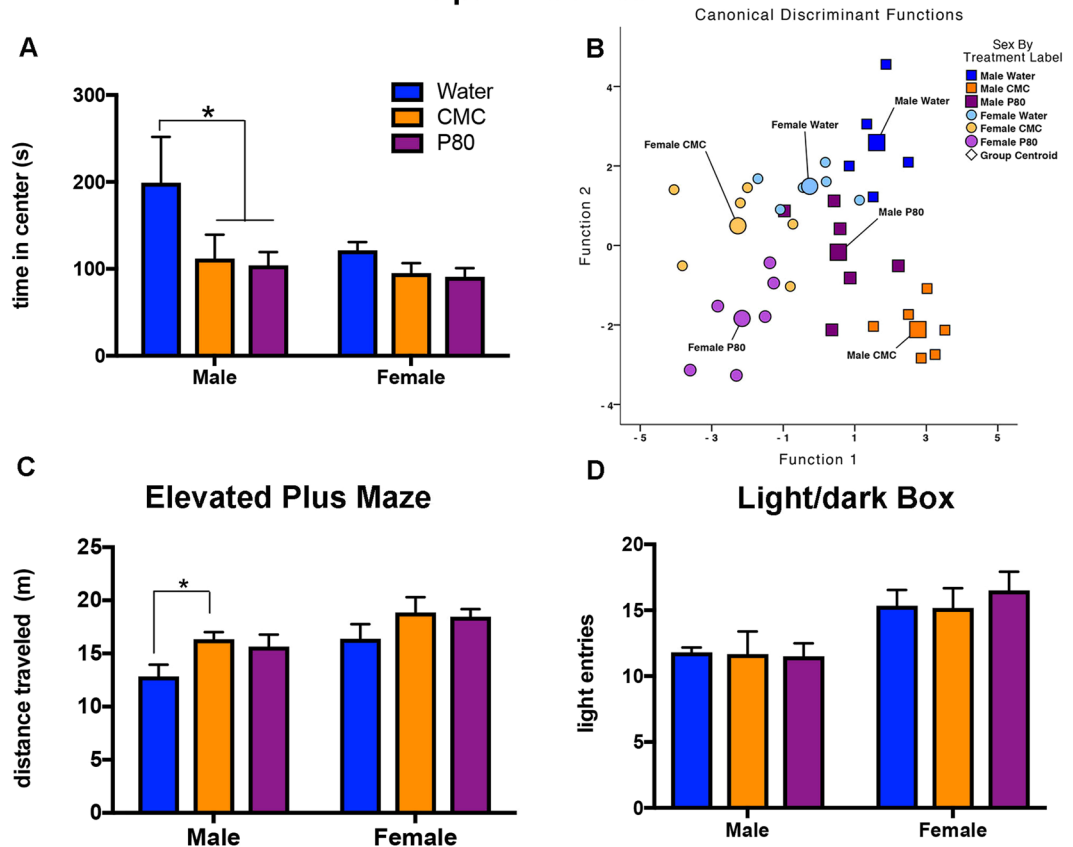 A
300
200
100
0
time in center (s)
*
Water
CMC
P80
Male
Female
B
Canonical Discriminant Functions
Sex By
Treatment Label
Male Water
Male CMC
Male P80
Female Water
Female CMC
Female P80
Group Centroid
Male Water
Female Water
Female CMC
Male P80
Female P80
Male CMC
Function 2
4
2
0
- 2
- 4
- 5
- 3
- 1
1
3
5
Function 1
C
Elevated Plus Maze
25
20
15
10
5
0
distance traveled (m)
*
Male
Female
D
Light/dark Box
20
15
10
5
0
light entries
Male
Female